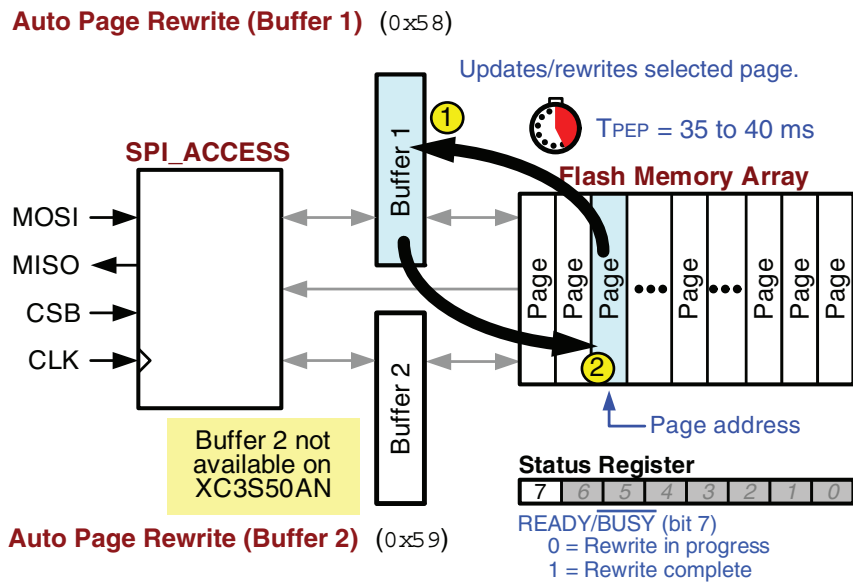 Auto Page Rewrite (Buffer 1) (0x58)
Updates/rewrites selected page.
1
TPEP = 35 to 40 ms
SPI_ACCESS
Buffer 1
Flash Memory Array
MOSI
MISO
CSB
CLK
Page
Page
Page
•••
Page
•••
Page
Page
Page
2
Buffer 2
Page address
Buffer 2 not
available on
XC3S50AN
Status Register
7 6 5 4 3 2 1 0
READY/B̅U̅S̅Y̅ (bit 7)
0 = Rewrite in progress
1 = Rewrite complete
Auto Page Rewrite (Buffer 2) (0x59)